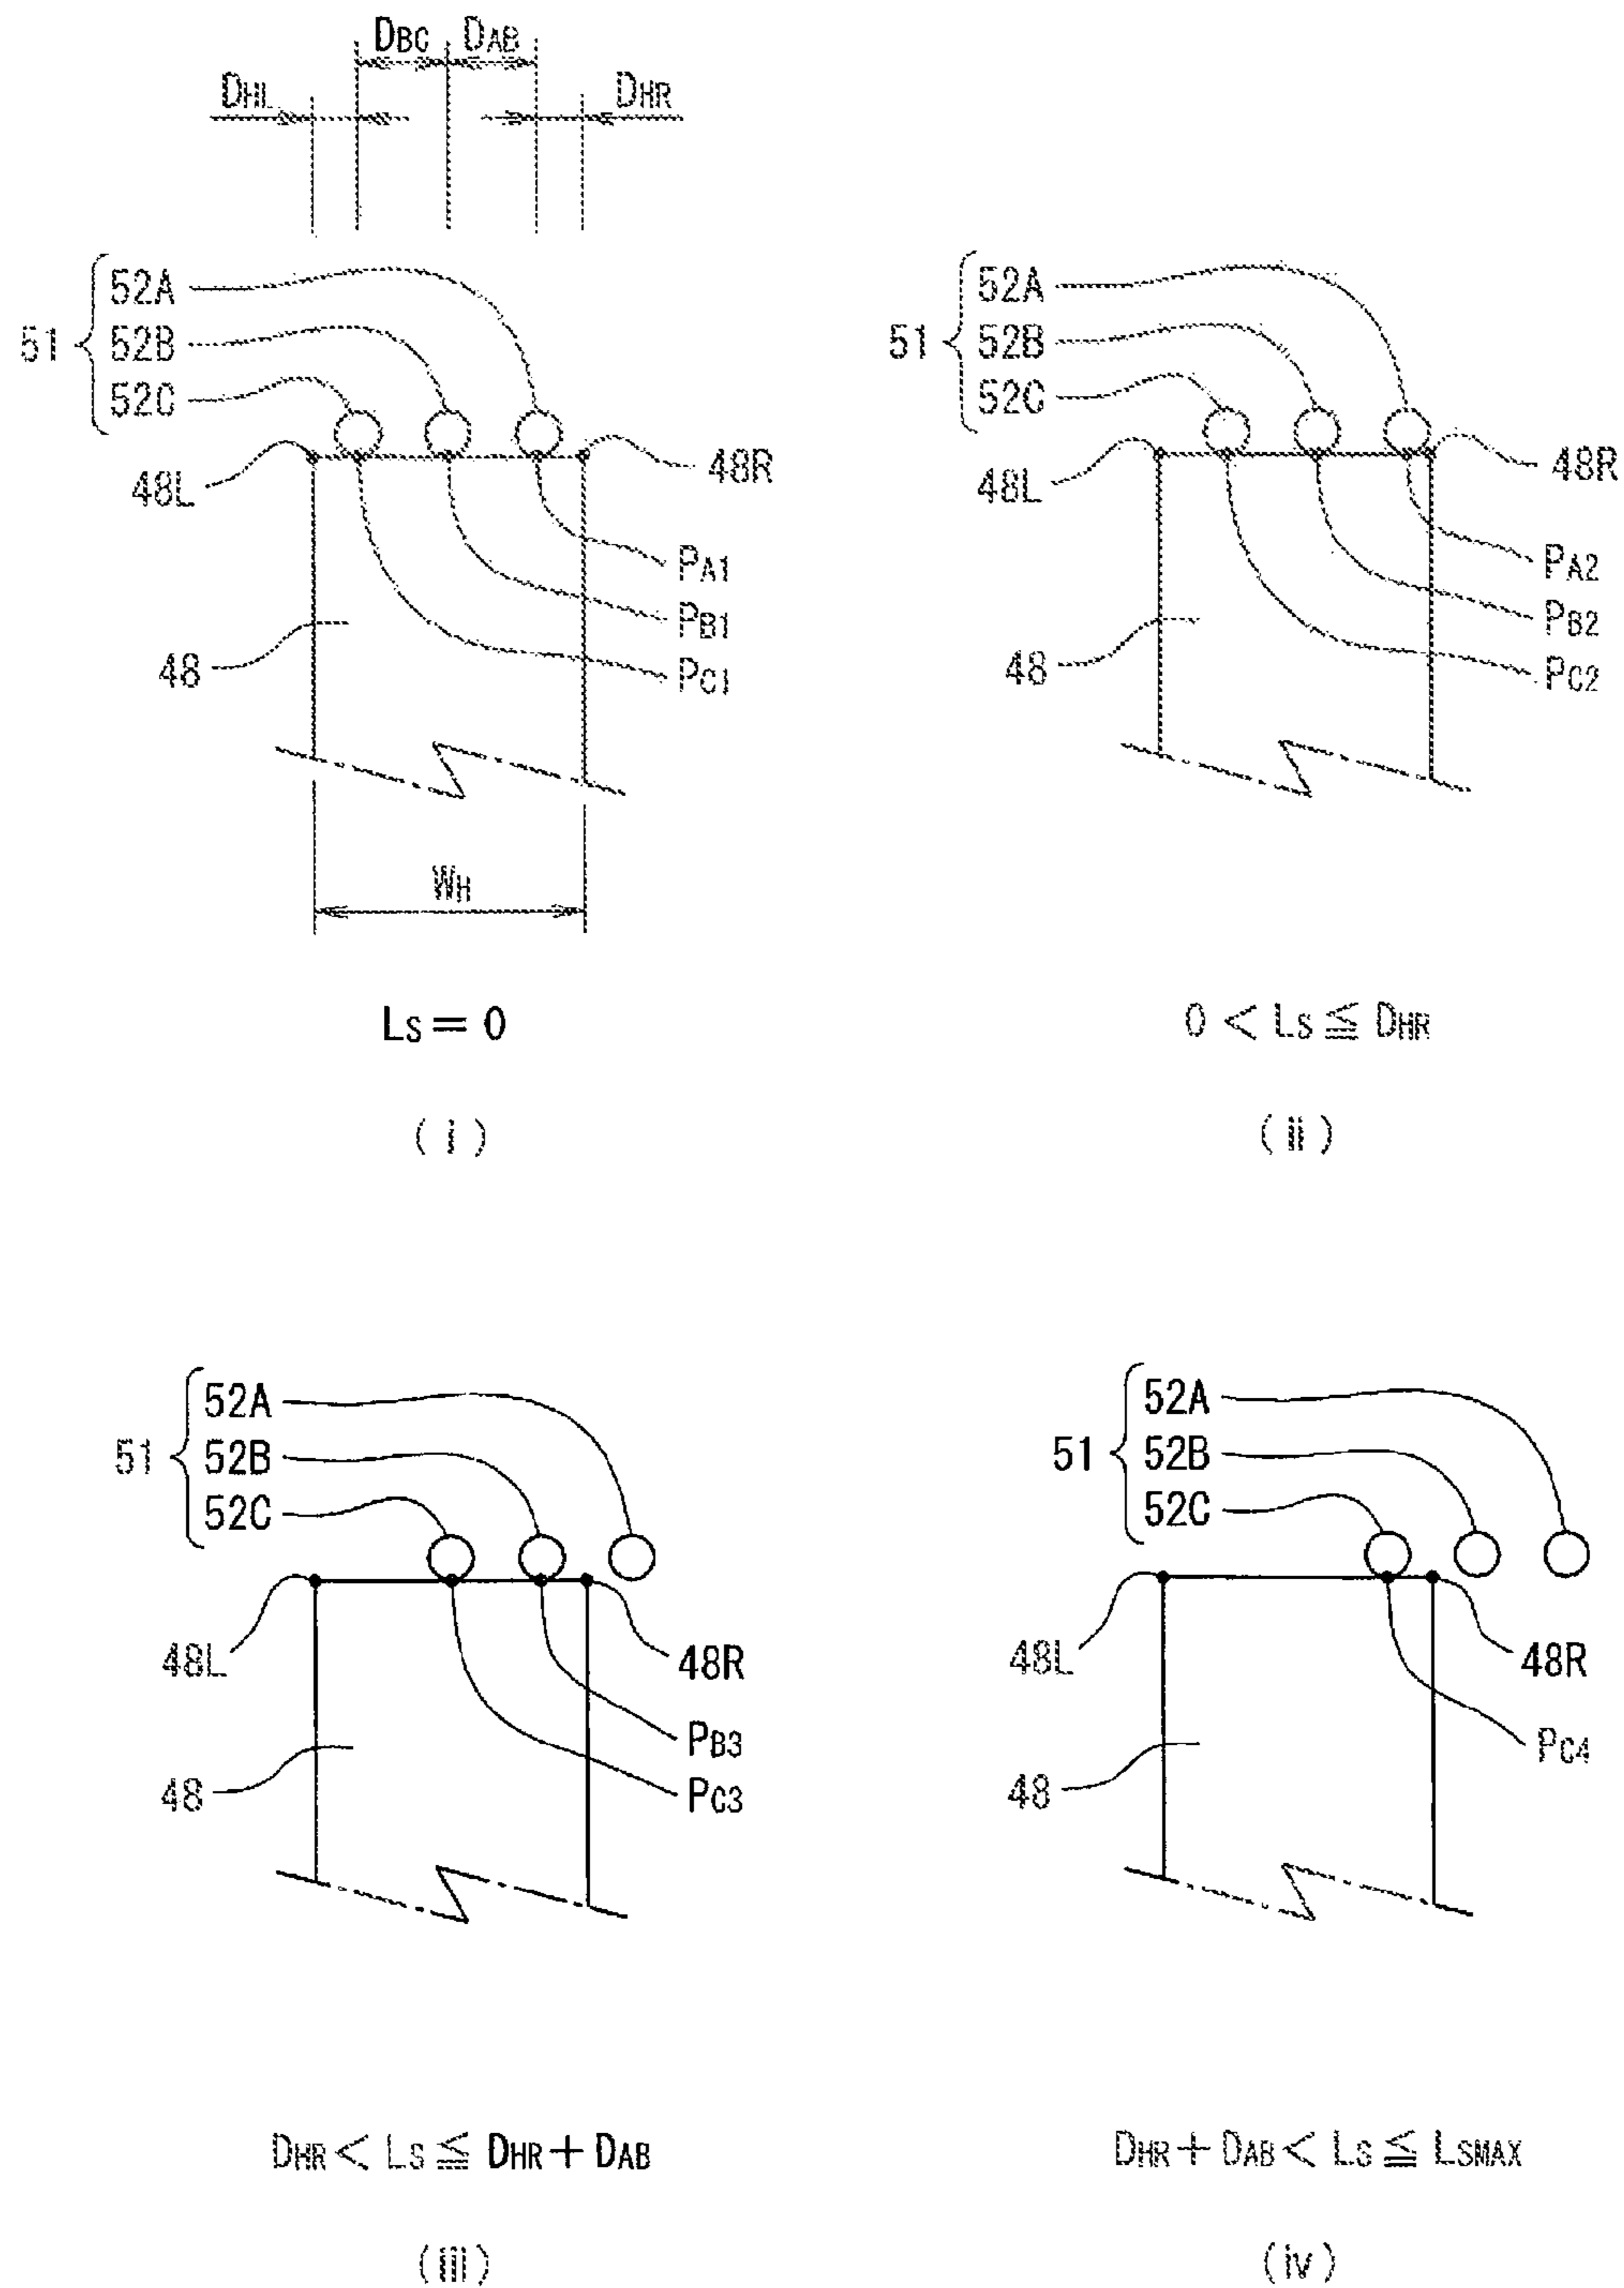 DBC DAB
DHL DHR
51 52A
52B
52C
48L 48R
PA1
PB1
48 PC1
WH
LS = 0
(i)
51 52A
52B
52C
48L 48R
PA2
PB2
48 PC2
0 < LS ≦ DHR
(ii)
51 52A
52B
52C
48L 48R
PB3
48 PC3
DHR < LS ≦ DHR + DAB
(iii)
51 52A
52B
52C
48L 48R
PC4
48
DHR + DAB < LS ≦ LSMAX
(iv)